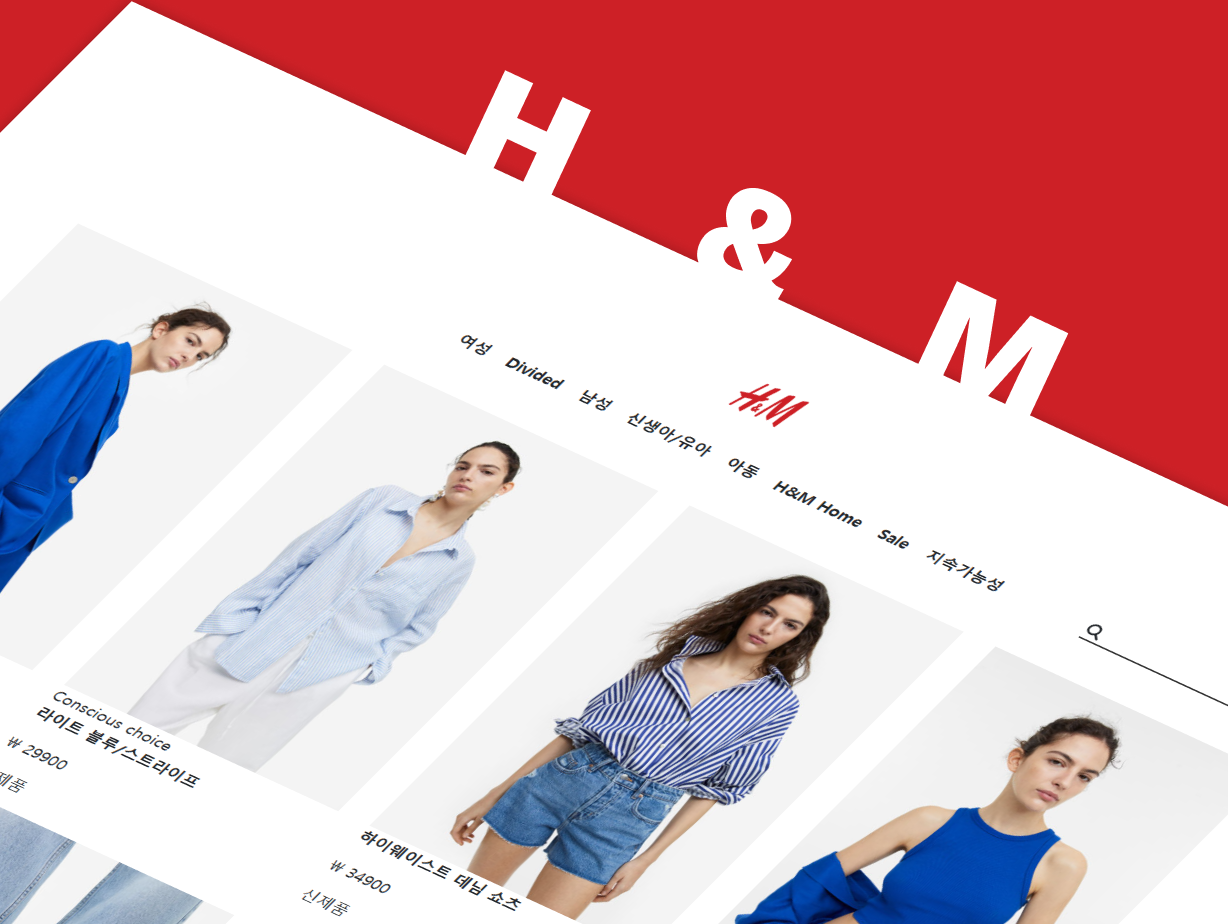 H & M
H&M
여성 Divided 남성 신생아/유아 아동 H&M Home Sale 지속가능성
Conscious choice
라이트 블루/스트라이프
₩ 29900
제품
하이웨이스트 데님 쇼츠
₩ 34900
신제품